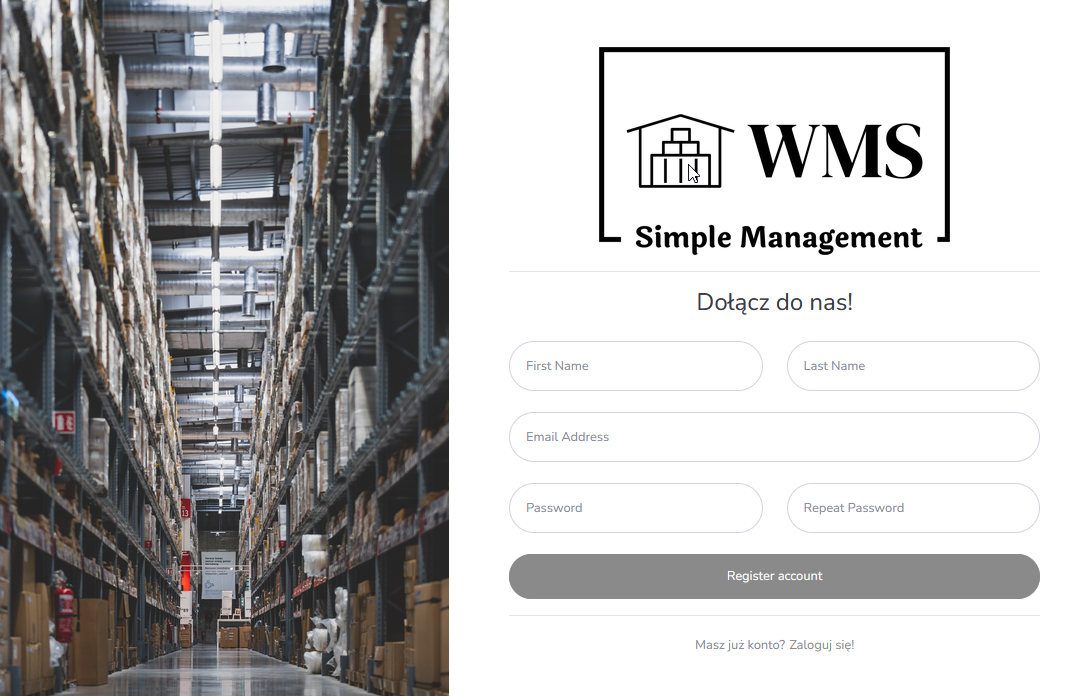 WMS
Simple Management
Dołącz do nas!
First Name
Last Name
Email Address
Password
Repeat Password
Register account
Masz już konto? Zaloguj się!
13